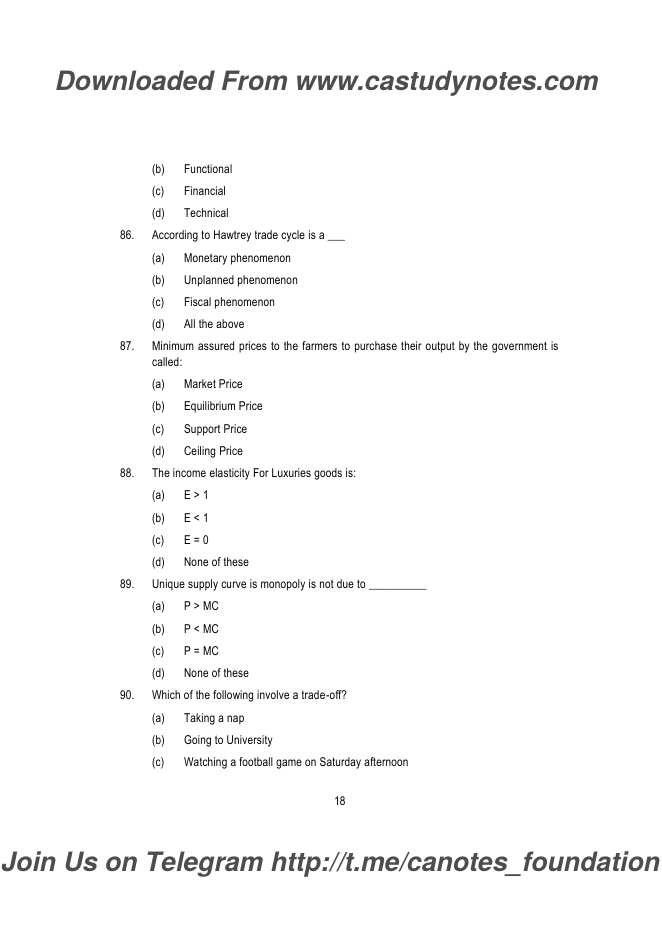 Downloaded From www.castudynotes.com
(b) Functional
(c) Financial
(d) Technical
86. According to Hawtrey trade cycle is a ___
(a) Monetary phenomenon
(b) Unplanned phenomenon
(c) Fiscal phenomenon
(d) All the above
87. Minimum assured prices to the farmers to purchase their output by the government is
called:
(a) Market Price
(b) Equilibrium Price
(c) Support Price
(d) Ceiling Price
88. The income elasticity For Luxuries goods is:
(a) E > 1
(b) E < 1
(c) E = 0
(d) None of these
89. Unique supply curve is monopoly is not due to __________
(a) P > MC
(b) P < MC
(c) P = MC
(d) None of these
90. Which of the following involve a trade-off?
(a) Taking a nap
(b) Going to University
(c) Watching a football game on Saturday afternoon
18
Join Us on Telegram http://t.me/canotes_foundation